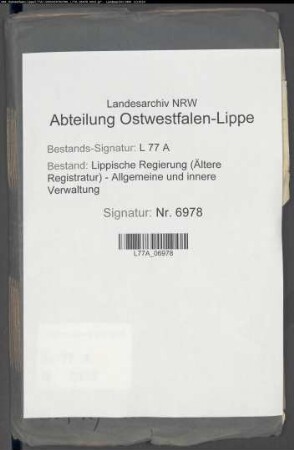 Landesarchiv NRW
Abteilung Ostwestfalen-Lippe
Bestands-Signatur: L 77 A
Bestand: Lippische Regierung (Ältere
Registratur) - Allgemeine und innere
Verwaltung
Signatur: Nr. 6978
L77A_06978